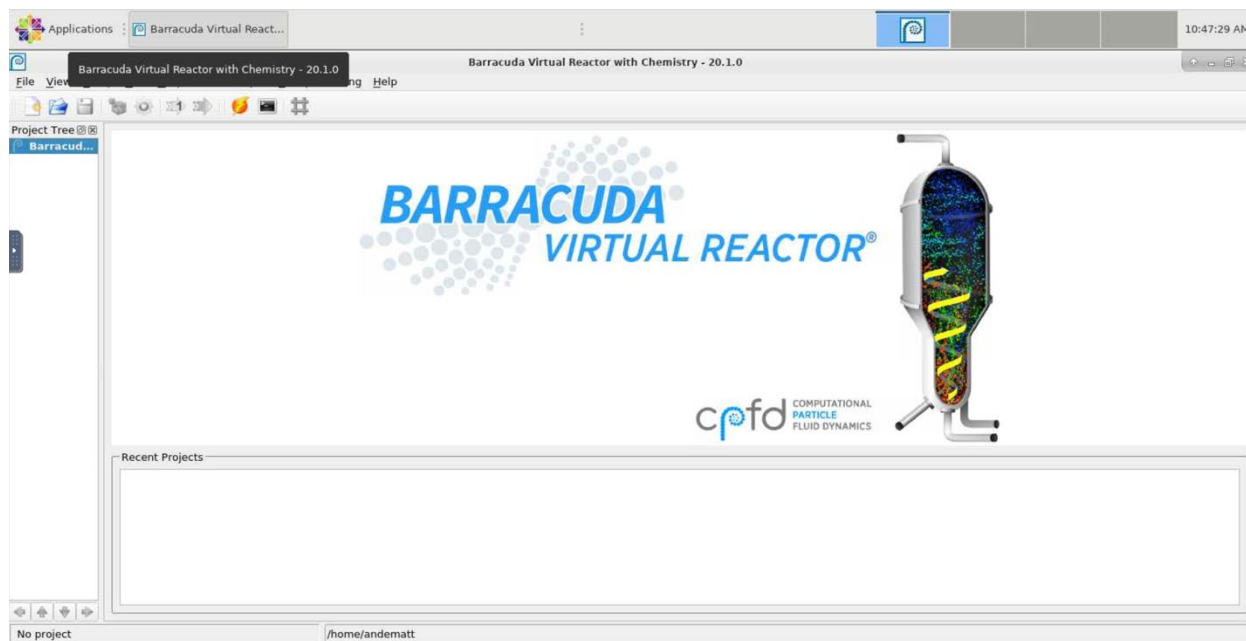 Applications
Barracuda Virtual React...
10:47:29 AM
Barracuda Virtual Reactor with Chemistry - 20.1.0
Barracuda Virtual Reactor with Chemistry - 20.1.0
File View
ng Help
Project Tree
Barracud...
BARRACUDA
VIRTUAL REACTOR®
cpfd
COMPUTATIONAL
PARTICLE
FLUID DYNAMICS
Recent Projects
No project
/home/andematt